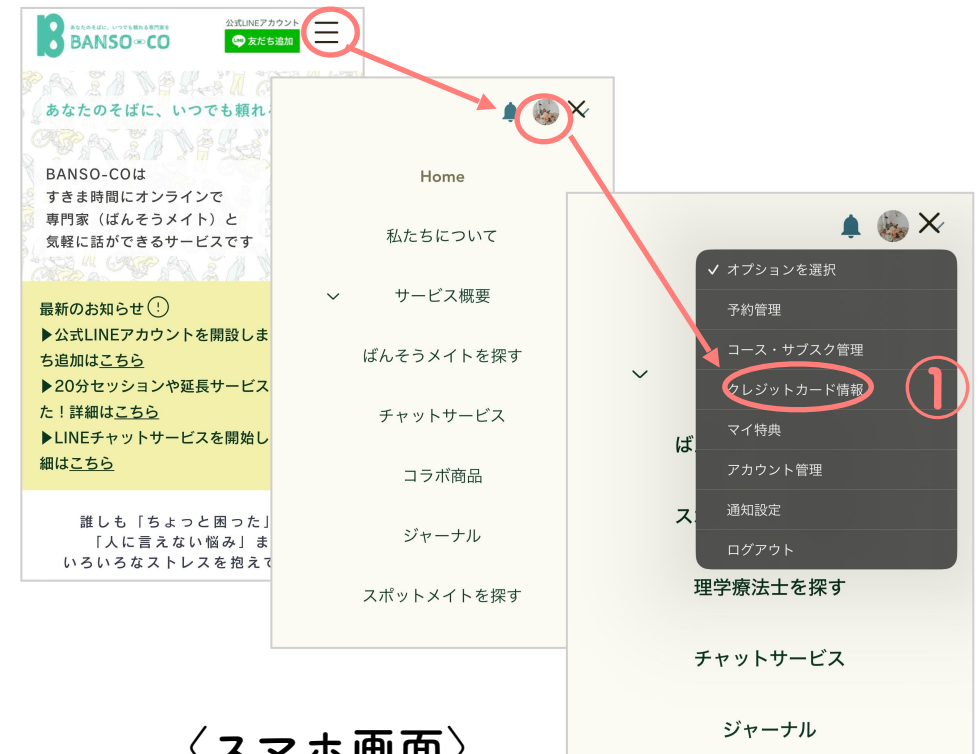 あなたのそばに、いつでも頼れる専門家を
BANSO-CO
公式LINEアカウント
LINE 友だち追加
あなたのそばに、いつでも頼れ
BANSO-COは
すきま時間にオンラインで
専門家（ばんそうメイト）と
気軽に話ができるサービスです
最新のお知らせ
▶公式LINEアカウントを開設しま
ち追加はこちら
▶20分セッションや延長サービス
た！詳細はこちら
▶LINEチャットサービスを開始し
細はこちら
誰しも「ちょっと困った」
「人に言えない悩み」ま
いろいろなストレスを抱えて
Home
私たちについて
サービス概要
ばんそうメイトを探す
チャットサービス
コラボ商品
ジャーナル
スポットメイトを探す
✓ オプションを選択
予約管理
コース・サブスク管理
クレジットカード情報
①
マイ特典
アカウント管理
通知設定
ログアウト
ば
ス
理学療法士を探す
チャットサービス
ジャーナル
〈スマホ画面〉